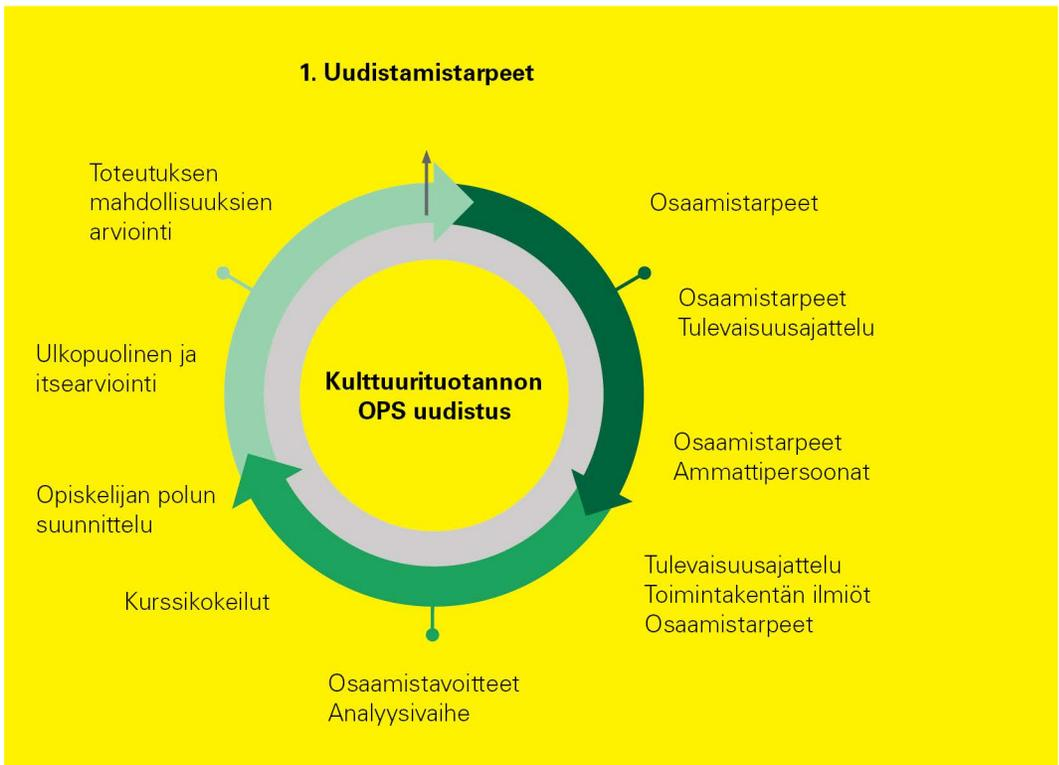 1. Uudistamistarpeet
Osaamistarpeet
Osaamistarpeet
Tulevaisuusajattelu
Osaamistarpeet
Ammattipersoonat
Tulevaisuusajattelu
Toimintakentän ilmiöt
Osaamistarpeet
Osaamistavoitteet
Analyysivaihe
Kurssikokeilut
Opiskelijan polun
suunnittelu
Ulkopuolinen ja
itsearviointi
Toteutuksen
mahdollisuuksien
arviointi
Kulttuurituotannon
OPS uudistus